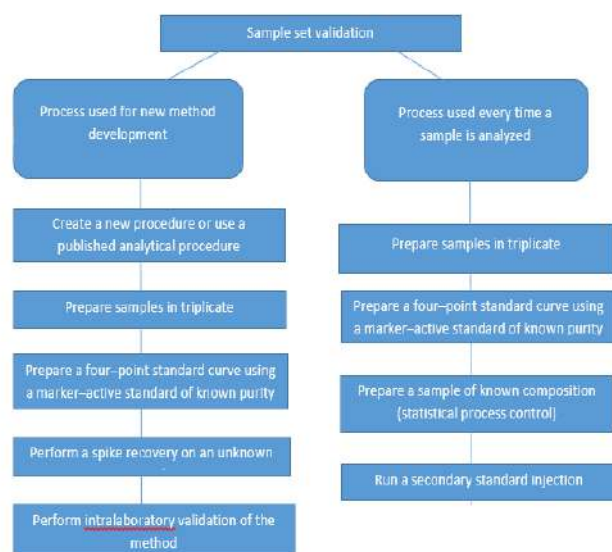 Sample set validation
Process used for new method
development
Create a new procedure or use a
published analytical procedure
Prepare samples in triplicate
Prepare a four–point standard curve using
a marker–active standard of known purity
Perform a spike recovery on an unknown
Perform intralaboratory validation of the
method
Process used every time a
sample is analyzed
Prepare samples in triplicate
Prepare a four–point standard curve using
a marker–active standard of known purity
Prepare a sample of known composition
(statistical process control)
Run a secondary standard injection